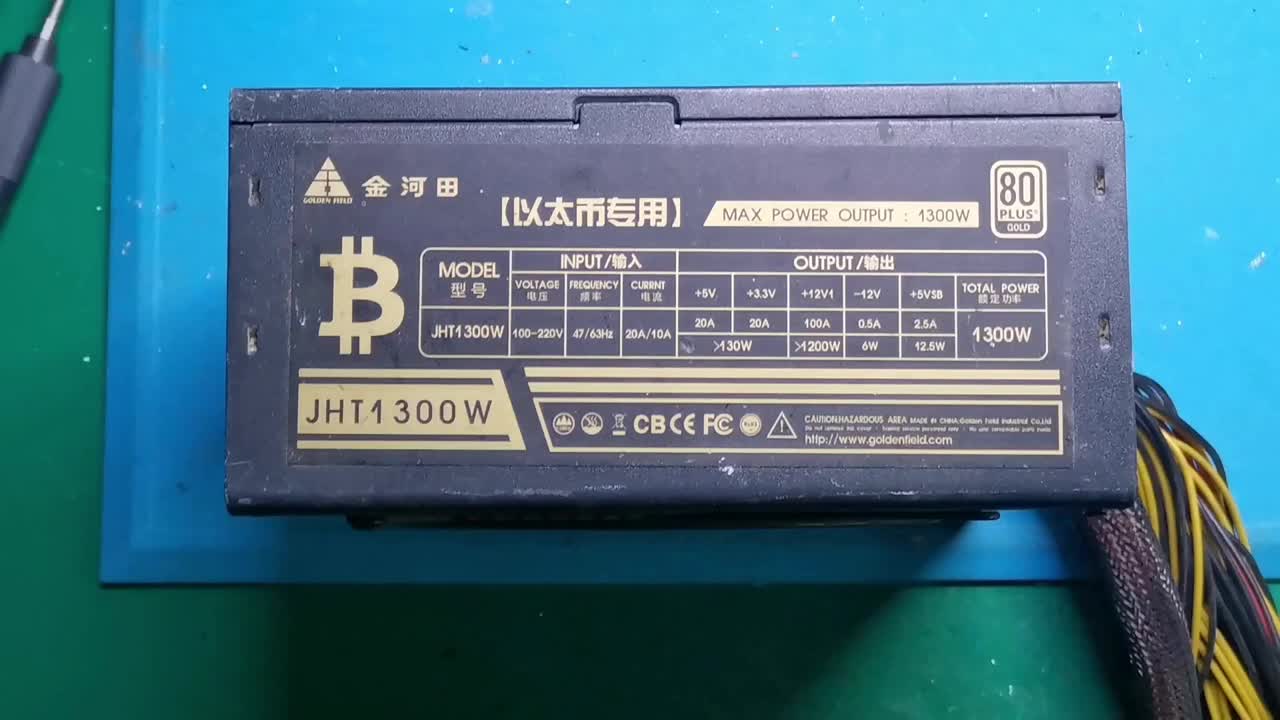 GOLDEN FIELD
金河田
【以太币专用】
MAX POWER OUTPUT : 1300W
80
PLUS®
GOLD
MODEL
型号
INPUT/输入
OUTPUT/输出
VOLTAGE
电压
FREQUENCY
频率
CURRNT
电流
+5V
+3.3V
+12V1
-12V
+5VSB
TOTAL POWER
额定功率
JHT1300W
100-220V
47/63Hz
20A/10A
20A
20A
100A
0.5A
2.5A
1300W
>130W
>1200W
6W
12.5W
JHT1300W
CB CE FC
CAUTION.HAZARDOUS AREA MADE IN CHINA.Golden Field Industrial Co.,Ltd
http://www.goldenfield.com